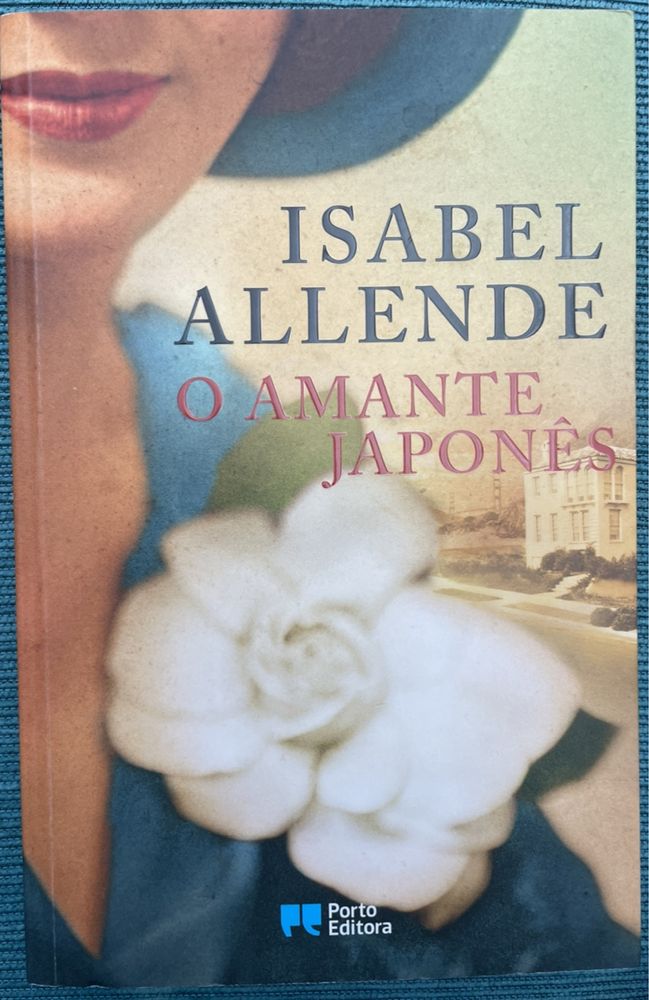 ISABEL
ALLENDE
O AMANTE
JAPONÊS
Porto
Editora